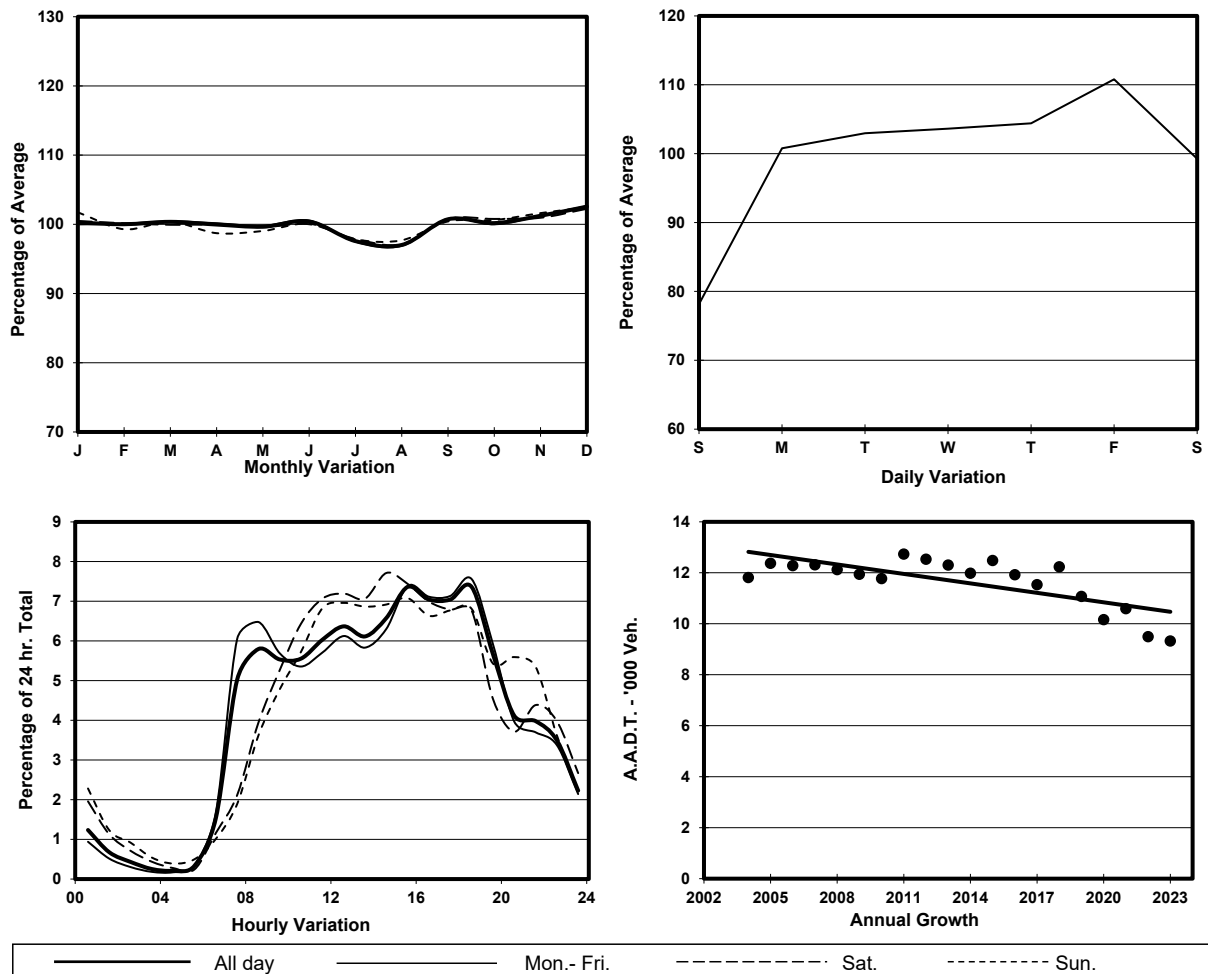 130
120
110
100
90
80
70
Percentage of Average
J F M A M J J A S O N D
Monthly Variation
120
110
100
90
80
70
60
Percentage of Average
S M T W T F S
Daily Variation
9
8
7
6
5
4
3
2
1
0
Percentage of 24 hr. Total
00 04 08 12 16 20 24
Hourly Variation
14
12
10
8
6
4
2
0
A.A.D.T. - '000 Veh.
2002 2005 2008 2011 2014 2017 2020 2023
Annual Growth
All day Mon.- Fri. Sat. Sun.